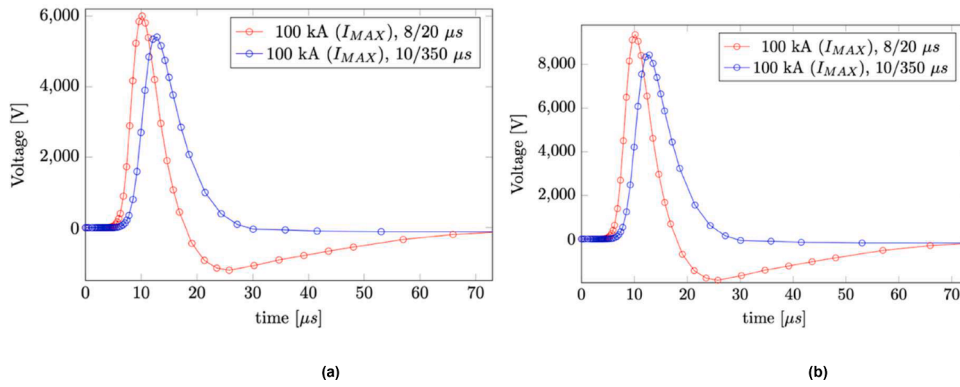 6,000
4,000
2,000
0
Voltage [V]
100 kA (I_MAX), 8/20 μs
100 kA (I_MAX), 10/350 μs
0 10 20 30 40 50 60 70
time [μs]
(a)
8,000
6,000
4,000
2,000
0
Voltage [V]
100 kA (I_MAX), 8/20 μs
100 kA (I_MAX), 10/350 μs
0 10 20 30 40 50 60 70
time [μs]
(b)